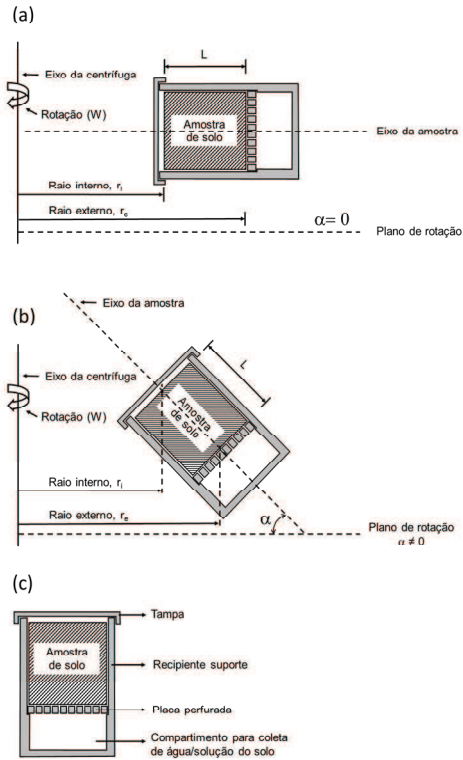 (a)
L
Eixo da centrífuga
Rotação (W)
Amostra
de solo
Eixo da amostra
Raio interno, rᵢ
Raio externo, rₑ
α= 0
Plano de rotação
Eixo da amostra
(b)
L
Eixo da centrífuga
Rotação (W)
Amostra
de solo
Raio interno, rᵢ
Raio externo, rₑ
α
Plano de rotação
α ≠ 0
(c)
Tampa
Amostra
de solo
Recipiente suporte
Placa perfurada
Compartimento para coleta
de água/solução do solo